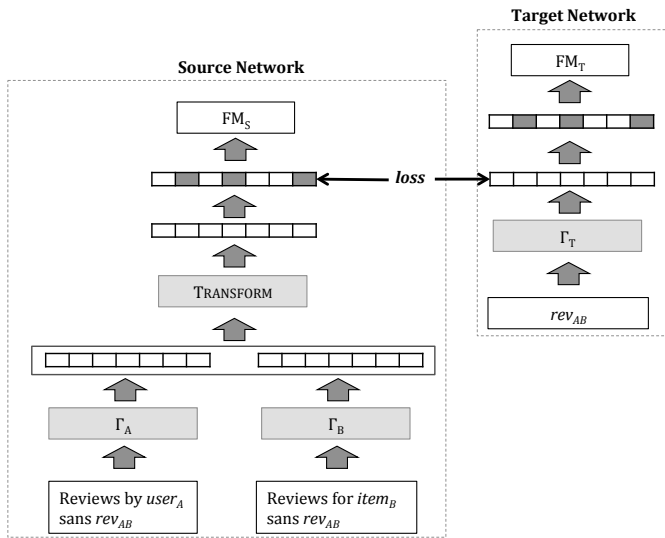 Target Network
FM_T
Source Network
FM_S
loss
Γ_T
TRANSFORM
rev_AB
Γ_A
Γ_B
Reviews by user_A
sans rev_AB
Reviews for item_B
sans rev_AB